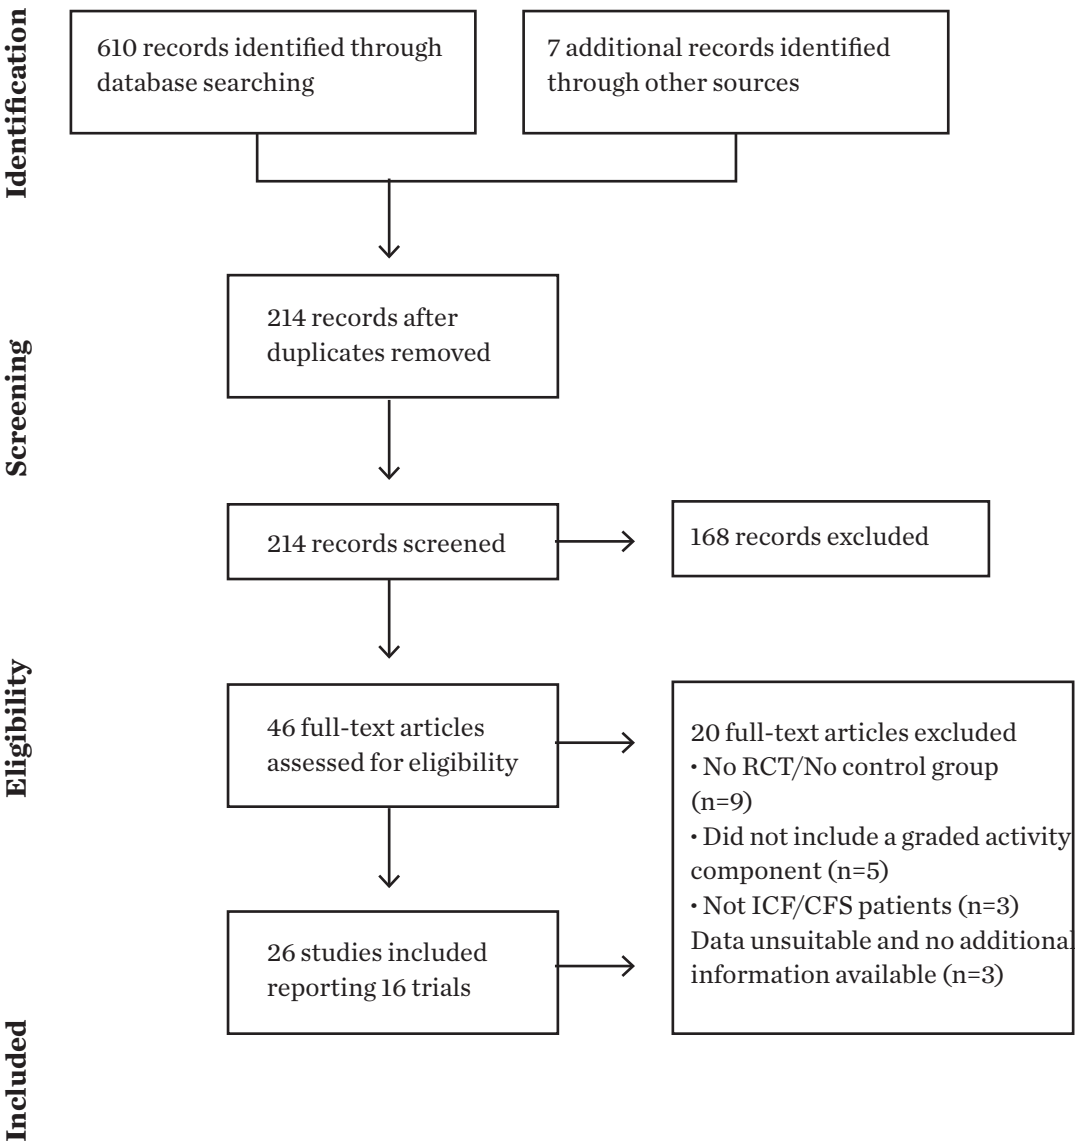 Identification
610 records identified through
database searching
7 additional records identified
through other sources
Screening
214 records after
duplicates removed
214 records screened
168 records excluded
Eligibility
46 full-text articles
assessed for eligibility
20 full-text articles excluded
• No RCT/No control group
(n=9)
• Did not include a graded activity
component (n=5)
• Not ICF/CFS patients (n=3)
Data unsuitable and no additional
information available (n=3)
Included
26 studies included
reporting 16 trials